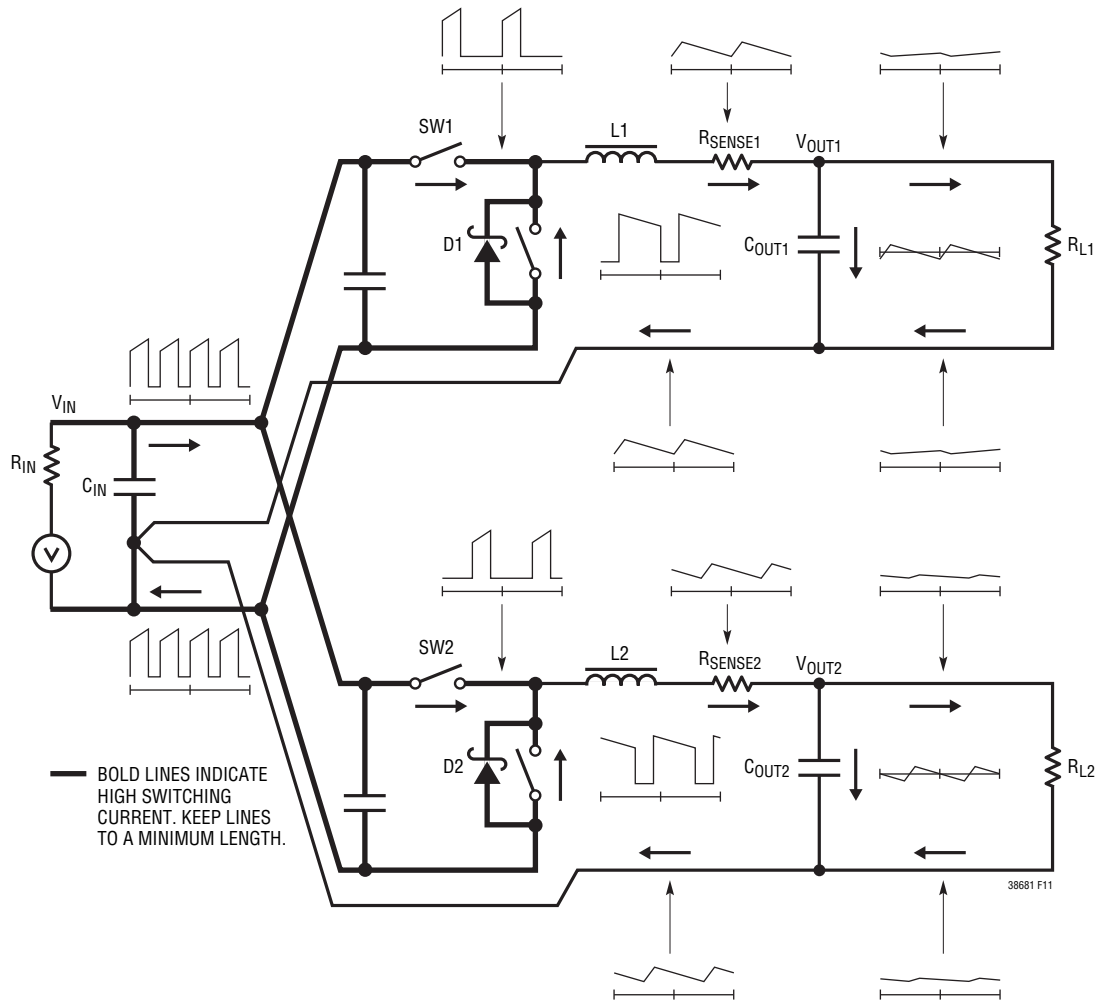 SW1
L1
RSENSE1
VOUT1
D1
COUT1
RL1
VIN
RIN
CIN
V
SW2
L2
RSENSE2
VOUT2
D2
COUT2
RL2
BOLD LINES INDICATE
HIGH SWITCHING
CURRENT. KEEP LINES
TO A MINIMUM LENGTH.
38681 F11